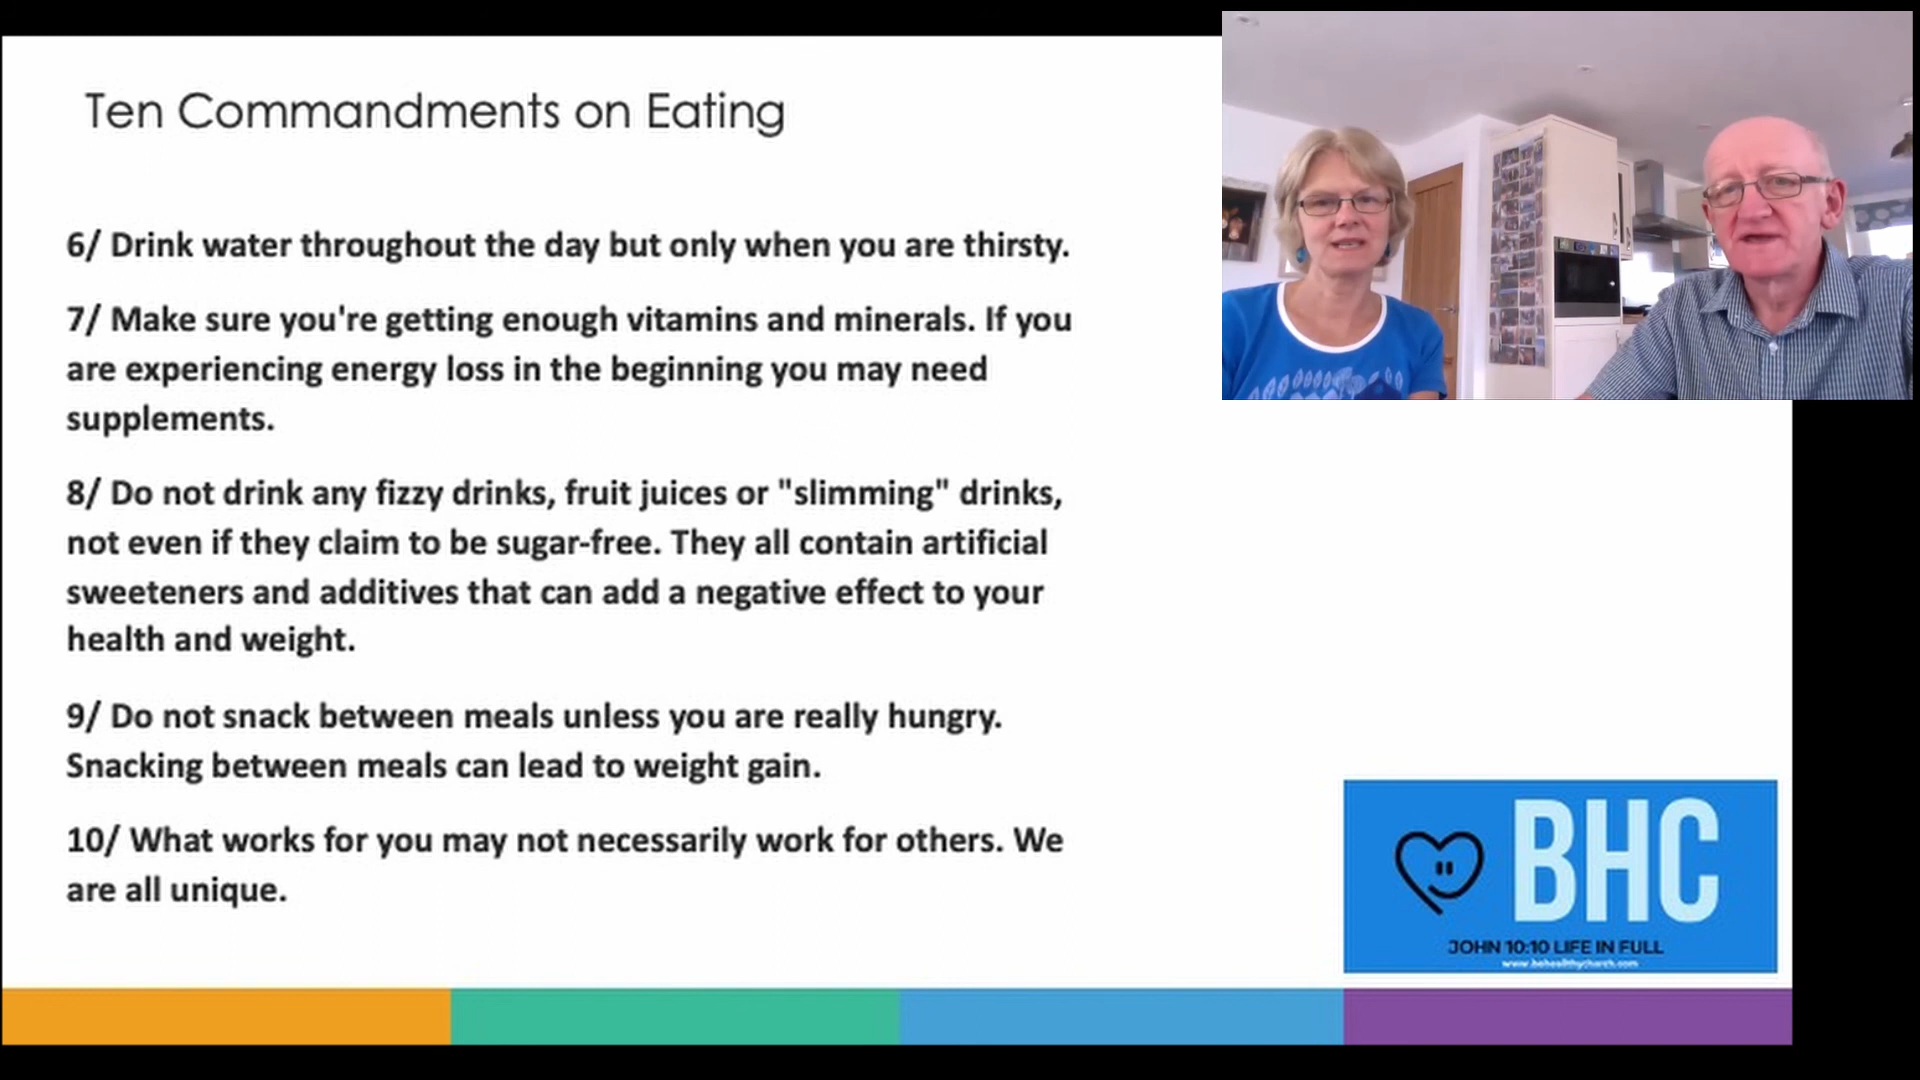 Ten Commandments on Eating
6/ Drink water throughout the day but only when you are thirsty.
7/ Make sure you're getting enough vitamins and minerals. If you
are experiencing energy loss in the beginning you may need
supplements.
8/ Do not drink any fizzy drinks, fruit juices or "slimming" drinks,
not even if they claim to be sugar-free. They all contain artificial
sweeteners and additives that can add a negative effect to your
health and weight.
9/ Do not snack between meals unless you are really hungry.
Snacking between meals can lead to weight gain.
10/ What works for you may not necessarily work for others. We
are all unique.
BHC
JOHN 10:10 LIFE IN FULL
www.behealthychurch.com